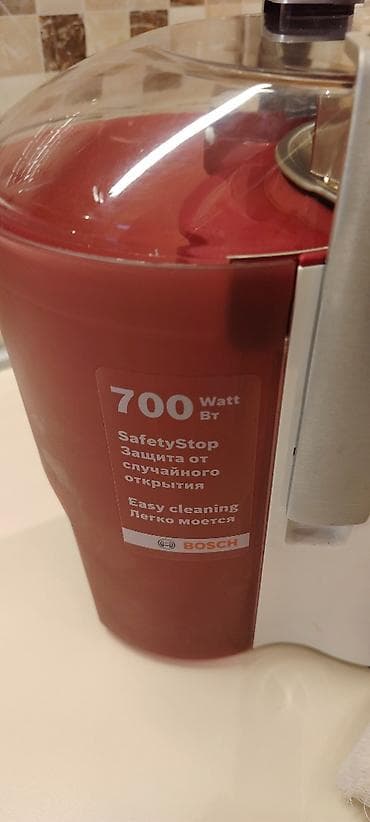 700 Watt
Вт
SafetyStop
Защита от
случайного
открытия
Easy cleaning
Легко моется
BOSCH